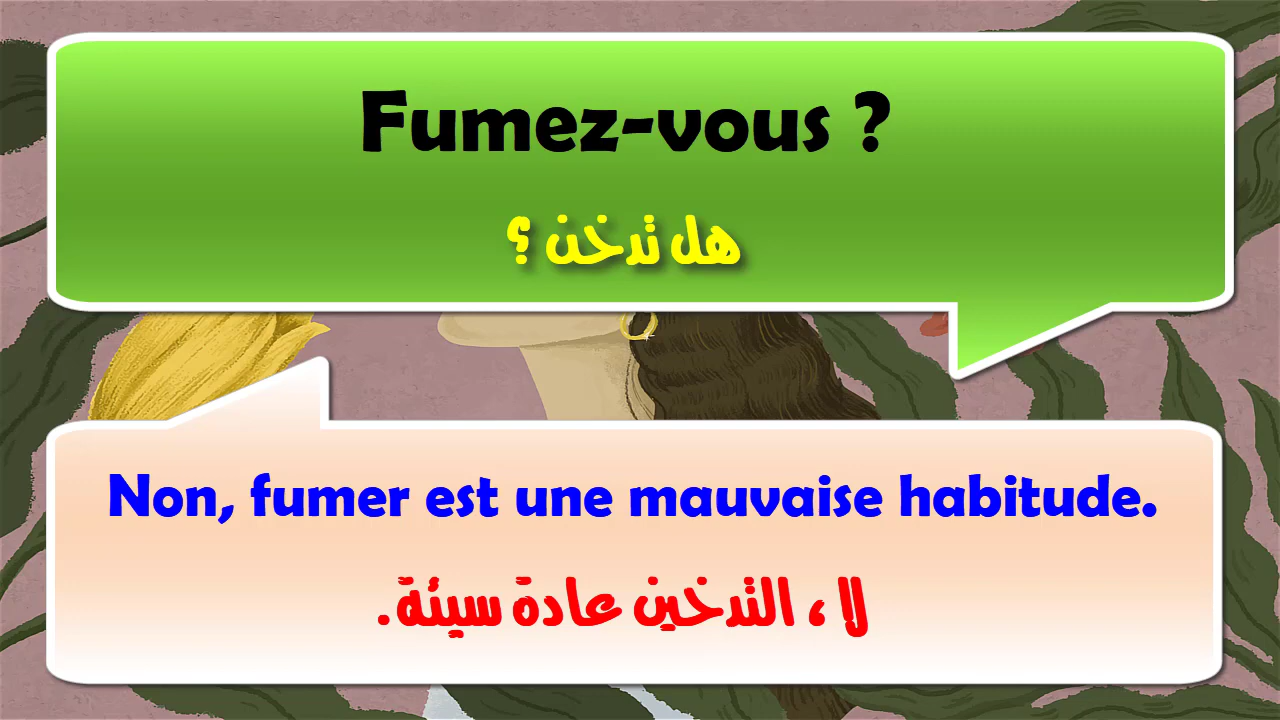 Fumez-vous ?
هل تدخن ؟
Non, fumer est une mauvaise habitude.
لا ، التدخين عادة سيئة.